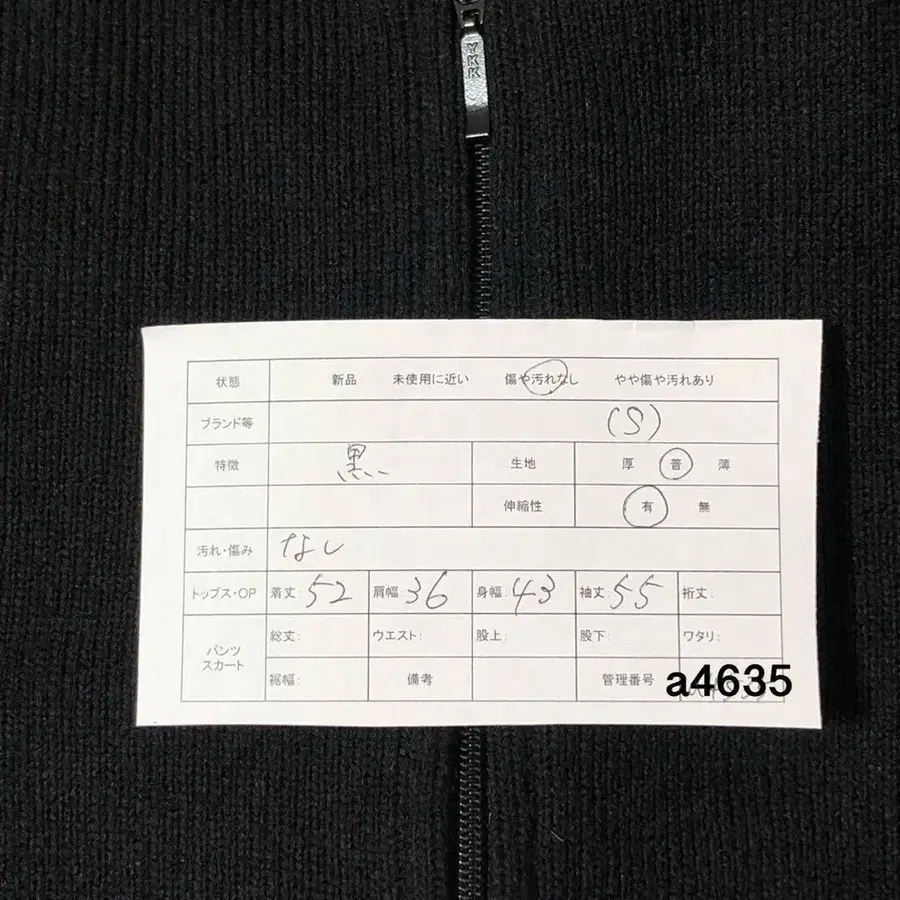 YKK
状態 新品 未使用に近い 傷や汚れなし やや傷や汚れあり
ブランド等 (S)
特徴 黒 生地 厚 普 薄
伸縮性 有 無
汚れ・傷み なし
トップス・OP 着丈: 52 肩幅: 36 身幅: 43 袖丈: 55 裄丈:
パンツ スカート 総丈: ウエスト: 股上: 股下: ワタリ:
裾幅: 備考 管理番号 a4635